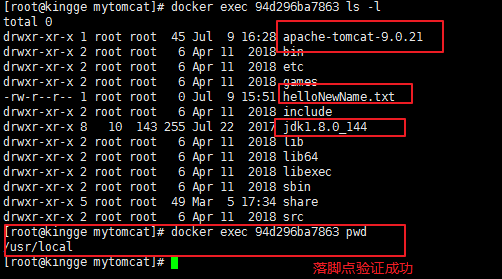 [root@kingge mytomcat]# docker exec 94d296ba7863 ls -l
total 0
drwxr-xr-x 1 root root  45 Jul  9 16:28 apache-tomcat-9.0.21
drwxr-xr-x 2 root root   6 Apr 11  2018 bin
drwxr-xr-x 2 root root   6 Apr 11  2018 etc
drwxr-xr-x 2 root root   6 Apr 11  2018 games
-rw-r--r-- 1 root root   0 Jul  9 15:51 helloNewName.txt
drwxr-xr-x 2 root root   6 Apr 11  2018 include
drwxr-xr-x 8   10  143 255 Jul 22  2017 jdk1.8.0_144
drwxr-xr-x 2 root root   6 Apr 11  2018 lib
drwxr-xr-x 2 root root   6 Apr 11  2018 lib64
drwxr-xr-x 2 root root   6 Apr 11  2018 libexec
drwxr-xr-x 2 root root   6 Apr 11  2018 sbin
drwxr-xr-x 5 root root  49 Mar  5 17:34 share
drwxr-xr-x 2 root root   6 Apr 11  2018 src
[root@kingge mytomcat]# docker exec 94d296ba7863 pwd
/usr/local
[root@kingge mytomcat]#
落脚点验证成功